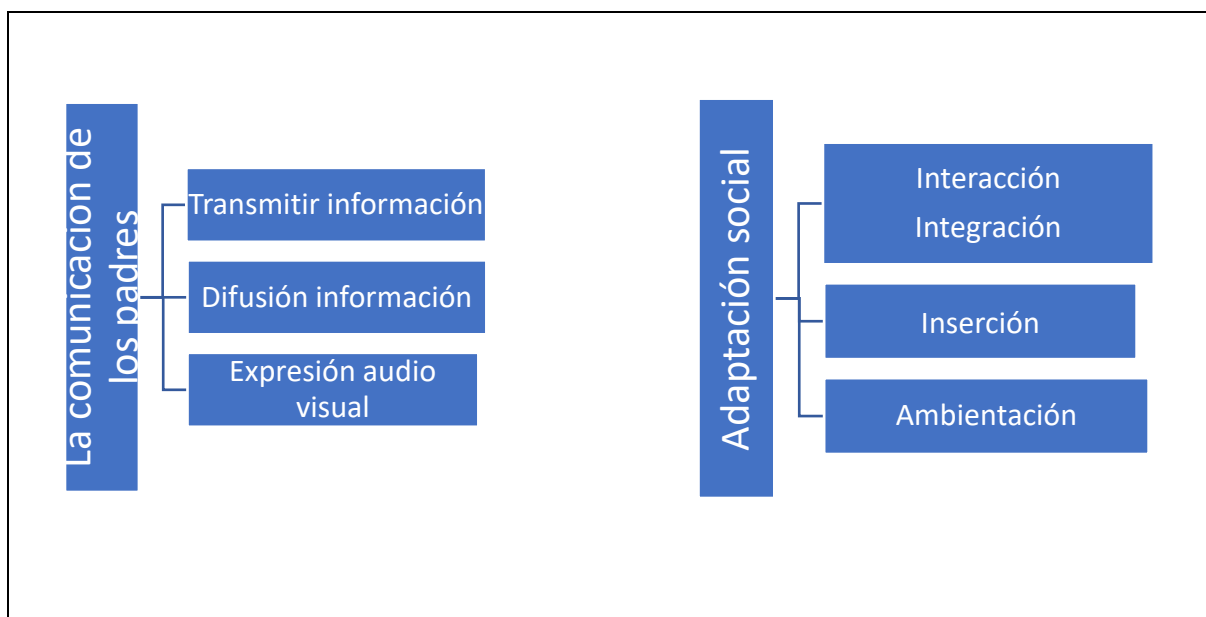 La comunicacion de
los padres
Transmitir información
Difusión información
Expresión audio
visual
Adaptación social
Interacción
Integración
Inserción
Ambientación